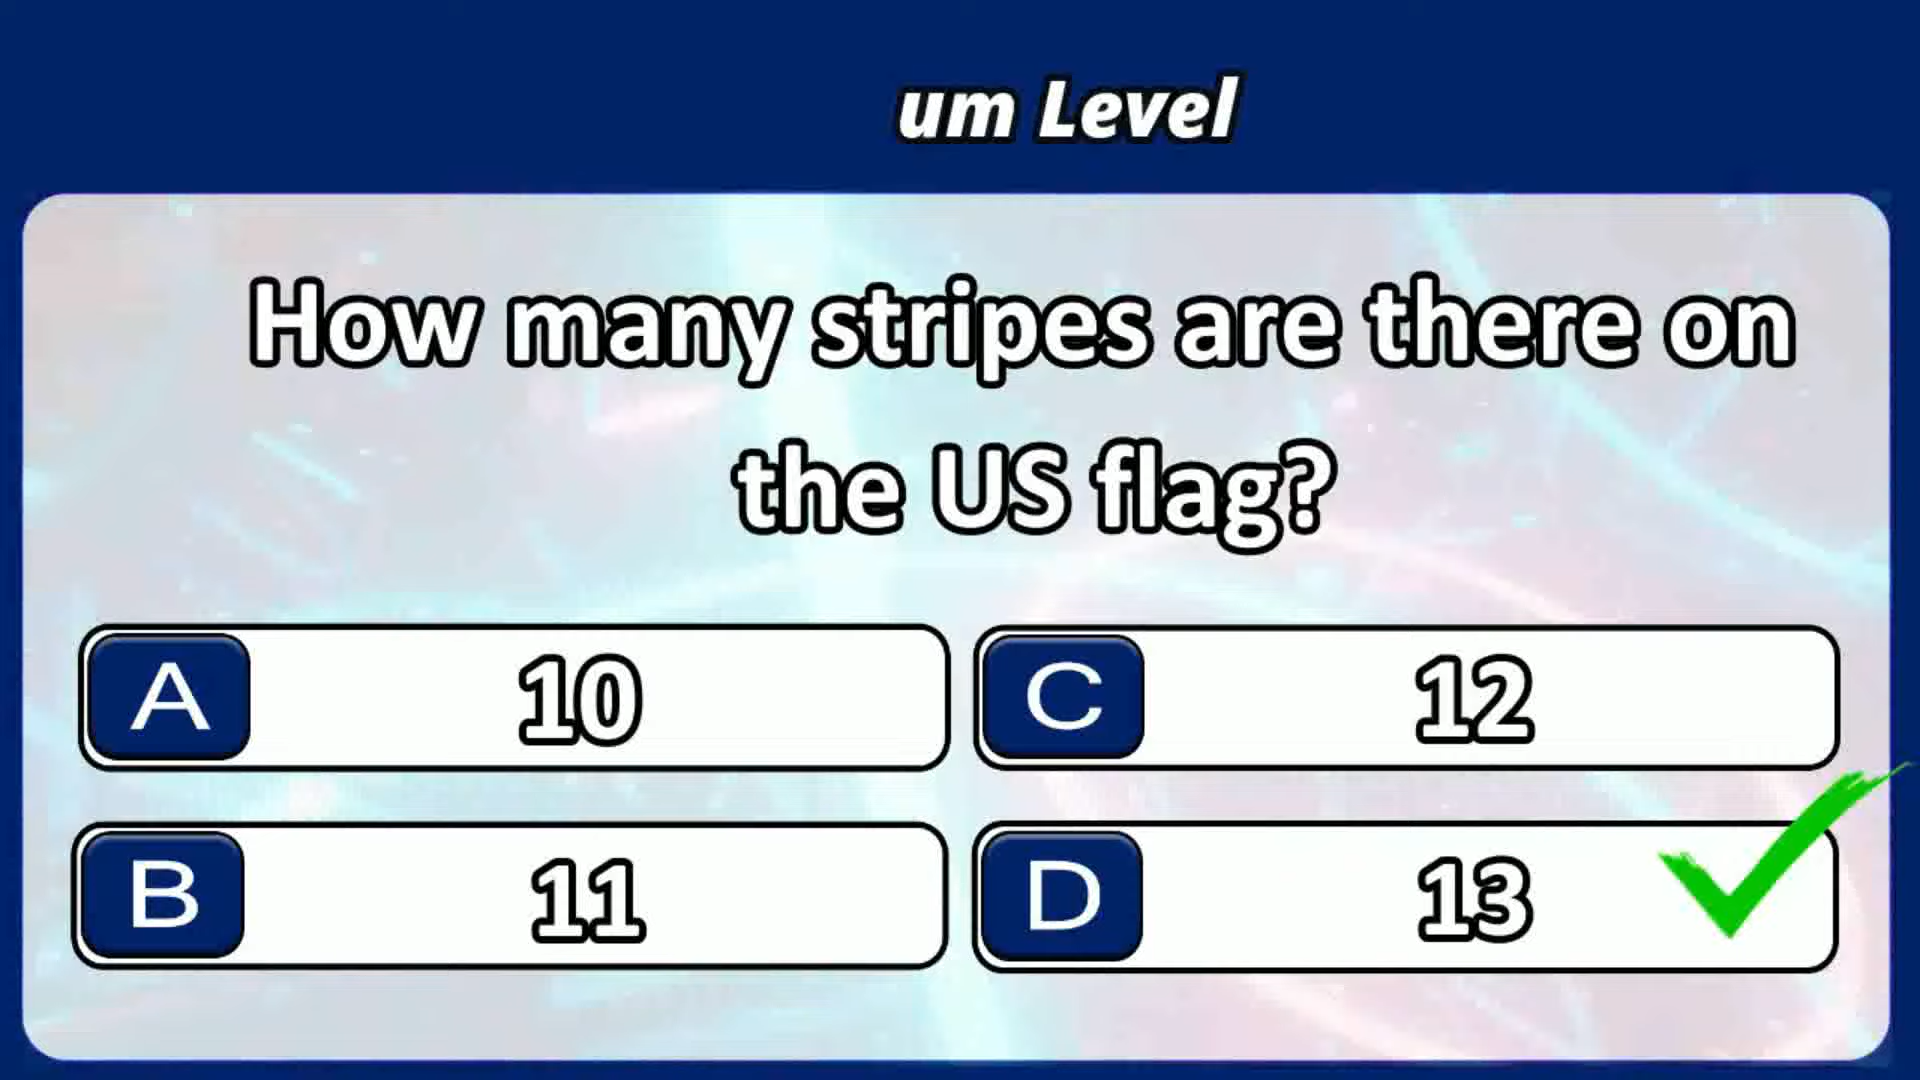 um Level
How many stripes are there on
the US flag?
A 10
C 12
B 11
D 13